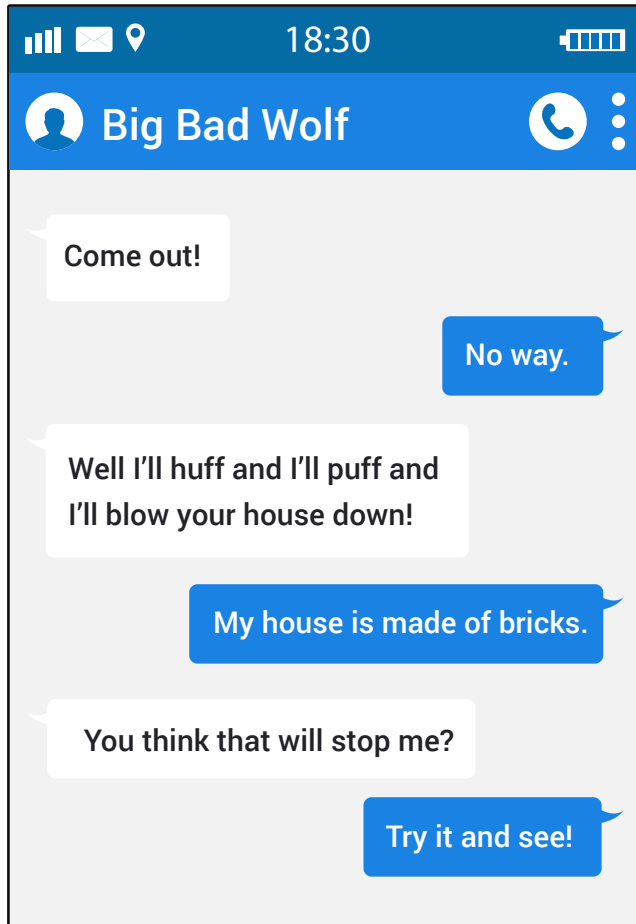 18:30
Big Bad Wolf
Come out!
No way.
Well I’ll huff and I’ll puff and
I’ll blow your house down!
My house is made of bricks.
You think that will stop me?
Try it and see!